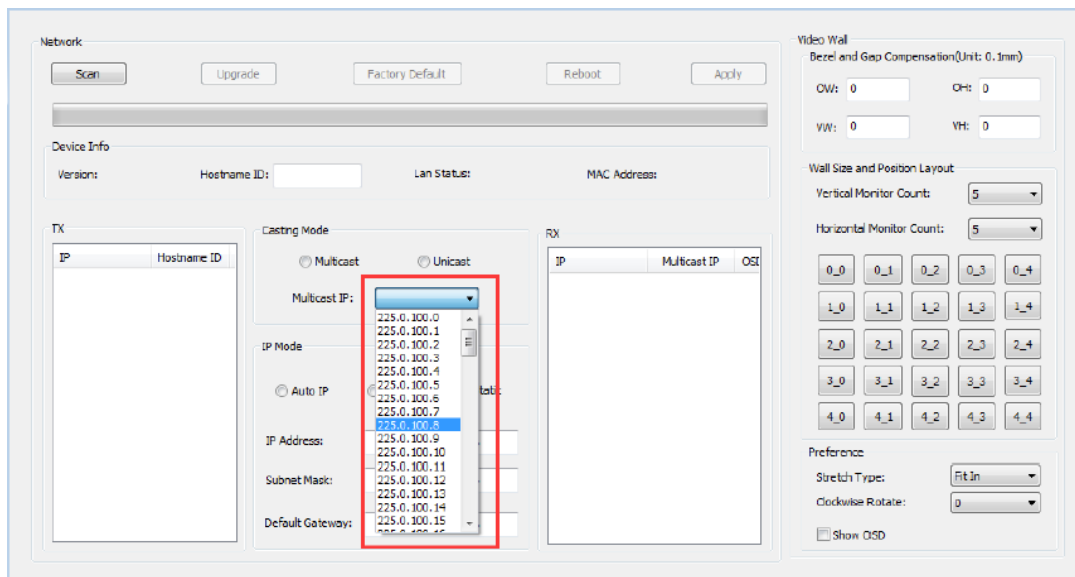 Network
Scan Upgrade Factory Default Reboot Apply
Device Info
Version: Hostname ID: Lan Status: MAC Address:
TX
IP Hostname ID
Casting Mode
Multicast Unicast
Multicast IP:
225.0.100.0
225.0.100.1
225.0.100.2
225.0.100.3
225.0.100.4
225.0.100.5
225.0.100.6
225.0.100.7
225.0.100.8
225.0.100.9
225.0.100.10
225.0.100.11
225.0.100.12
225.0.100.13
225.0.100.14
225.0.100.15
IP Mode
Auto IP
IP Address:
Subnet Mask:
Default Gateway:
RX
IP Multicast IP OSI
Video Wall
Bezel and Gap Compensation(Unit: 0.1mm)
OW: 0 OH: 0
VW: 0 VH: 0
Wall Size and Position Layout
Vertical Monitor Count: 5
Horizontal Monitor Count: 5
0_0 0_1 0_2 0_3 0_4
1_0 1_1 1_2 1_3 1_4
2_0 2_1 2_2 2_3 2_4
3_0 3_1 3_2 3_3 3_4
4_0 4_1 4_2 4_3 4_4
Preference
Stretch Type: Fit In
Clockwise Rotate: 0
Show OSD